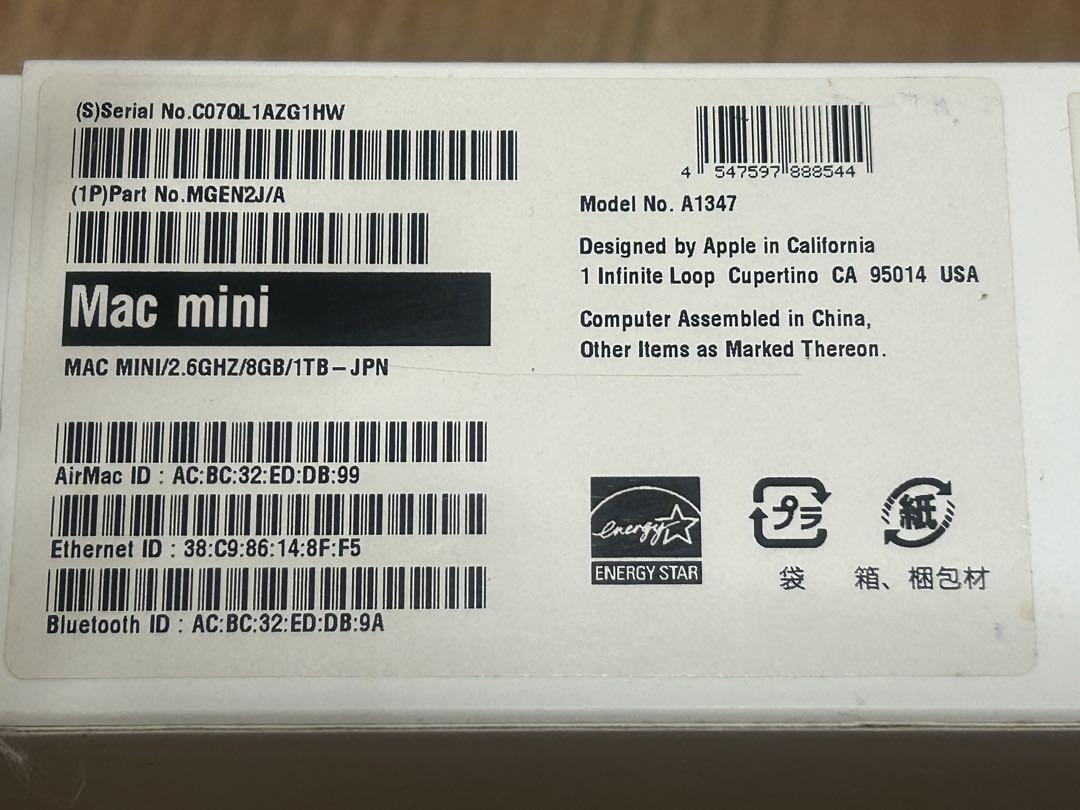 (S)Serial No.C07QL1AZG1HW
(1P)Part No.MGEN2J/A
Mac mini
MAC MINI/2.6GHZ/8GB/1TB-JPN
AirMac ID : AC:BC:32:ED:DB:99
Ethernet ID : 38:C9:86:14:8F:F5
Bluetooth ID : AC:BC:32:ED:DB:9A
4 547597 888544
Model No. A1347
Designed by Apple in California
1 Infinite Loop Cupertino CA 95014 USA
Computer Assembled in China,
Other Items as Marked Thereon.
energy
ENERGY STAR
プラ
袋
紙
箱、梱包材